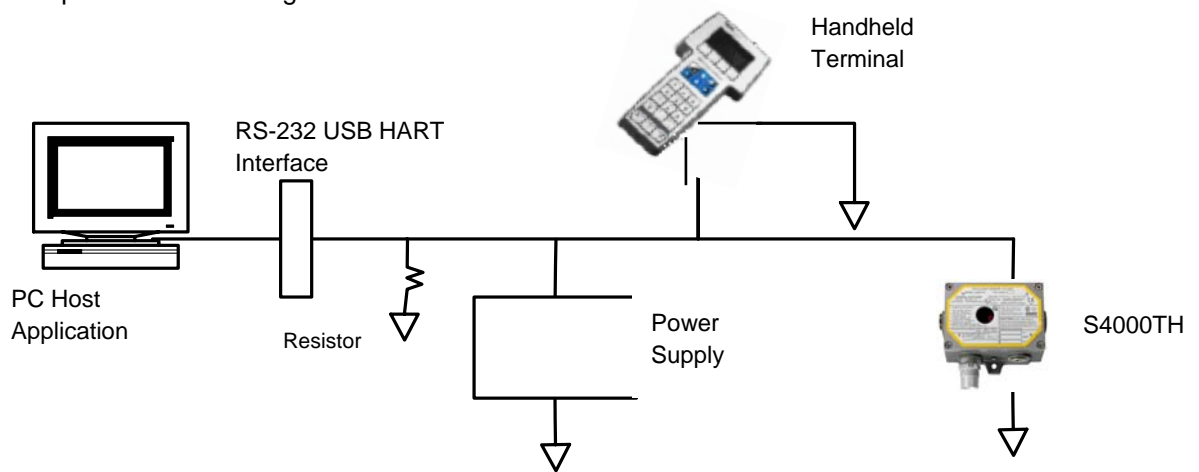 Handheld
Terminal
RS-232 USB HART
Interface
PC Host
Application
Resistor
Power
Supply
S4000TH